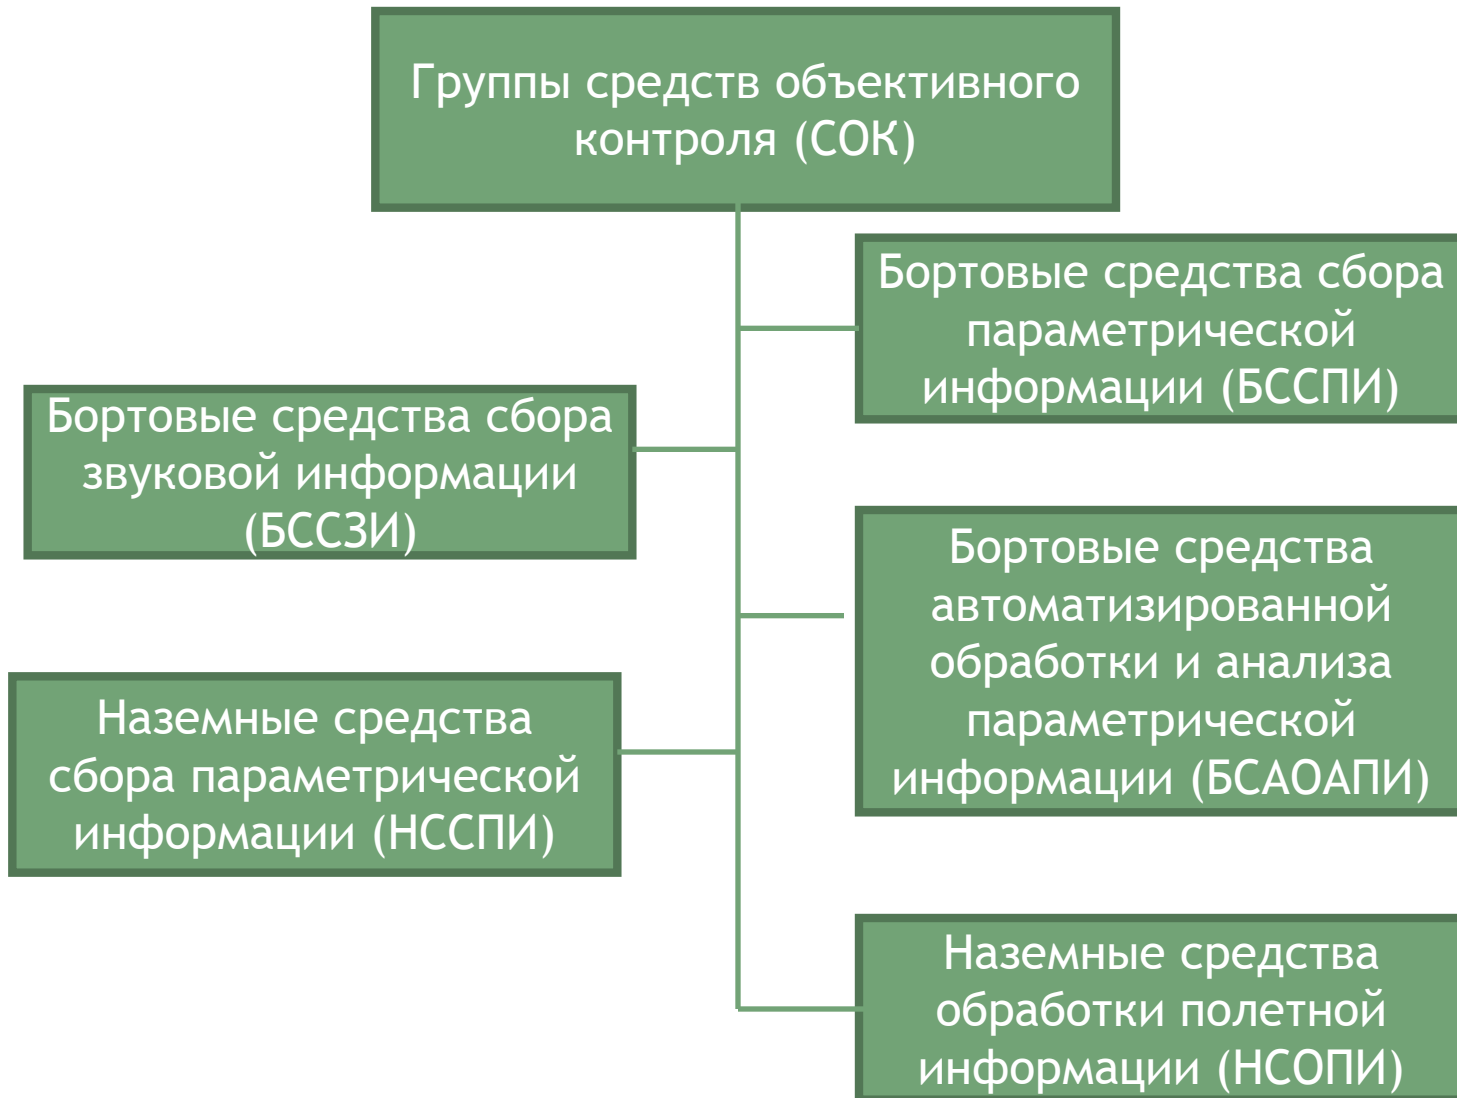 Группы средств объективного
контроля (СОК)
Бортовые средства сбора
параметрической
информации (БССПИ)
Бортовые средства сбора
звуковой информации
(БССЗИ)
Бортовые средства
автоматизированной
обработки и анализа
параметрической
информации (БСАОАПИ)
Наземные средства
сбора параметрической
информации (НССПИ)
Наземные средства
обработки полетной
информации (НСОПИ)